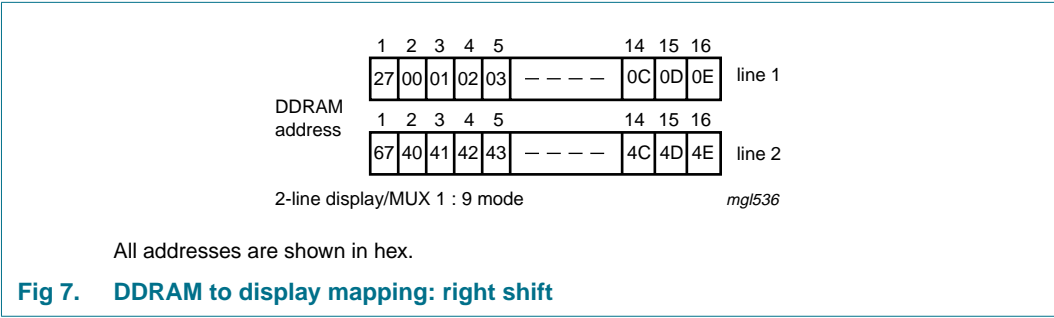 1 2 3 4 5 14 15 16
27 00 01 02 03 0C 0D 0E line 1
DDRAM
address
1 2 3 4 5 14 15 16
67 40 41 42 43 4C 4D 4E line 2
2-line display/MUX 1 : 9 mode mgl536
All addresses are shown in hex.
Fig 7. DDRAM to display mapping: right shift